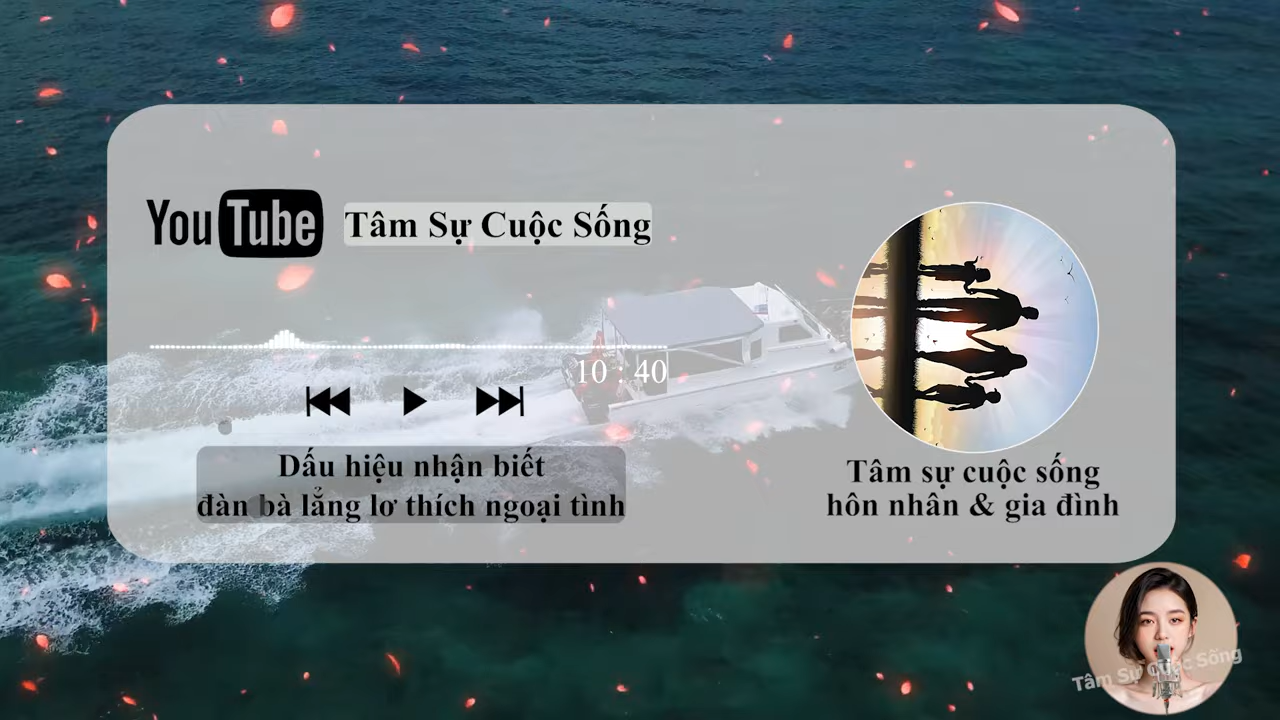 YouTube
Tâm Sự Cuộc Sống
10 : 40
Dấu hiệu nhận biết
đàn bà lẳng lơ thích ngoại tình
Tâm sự cuộc sống
hôn nhân & gia đình
Tâm Sự Cuộc Sống